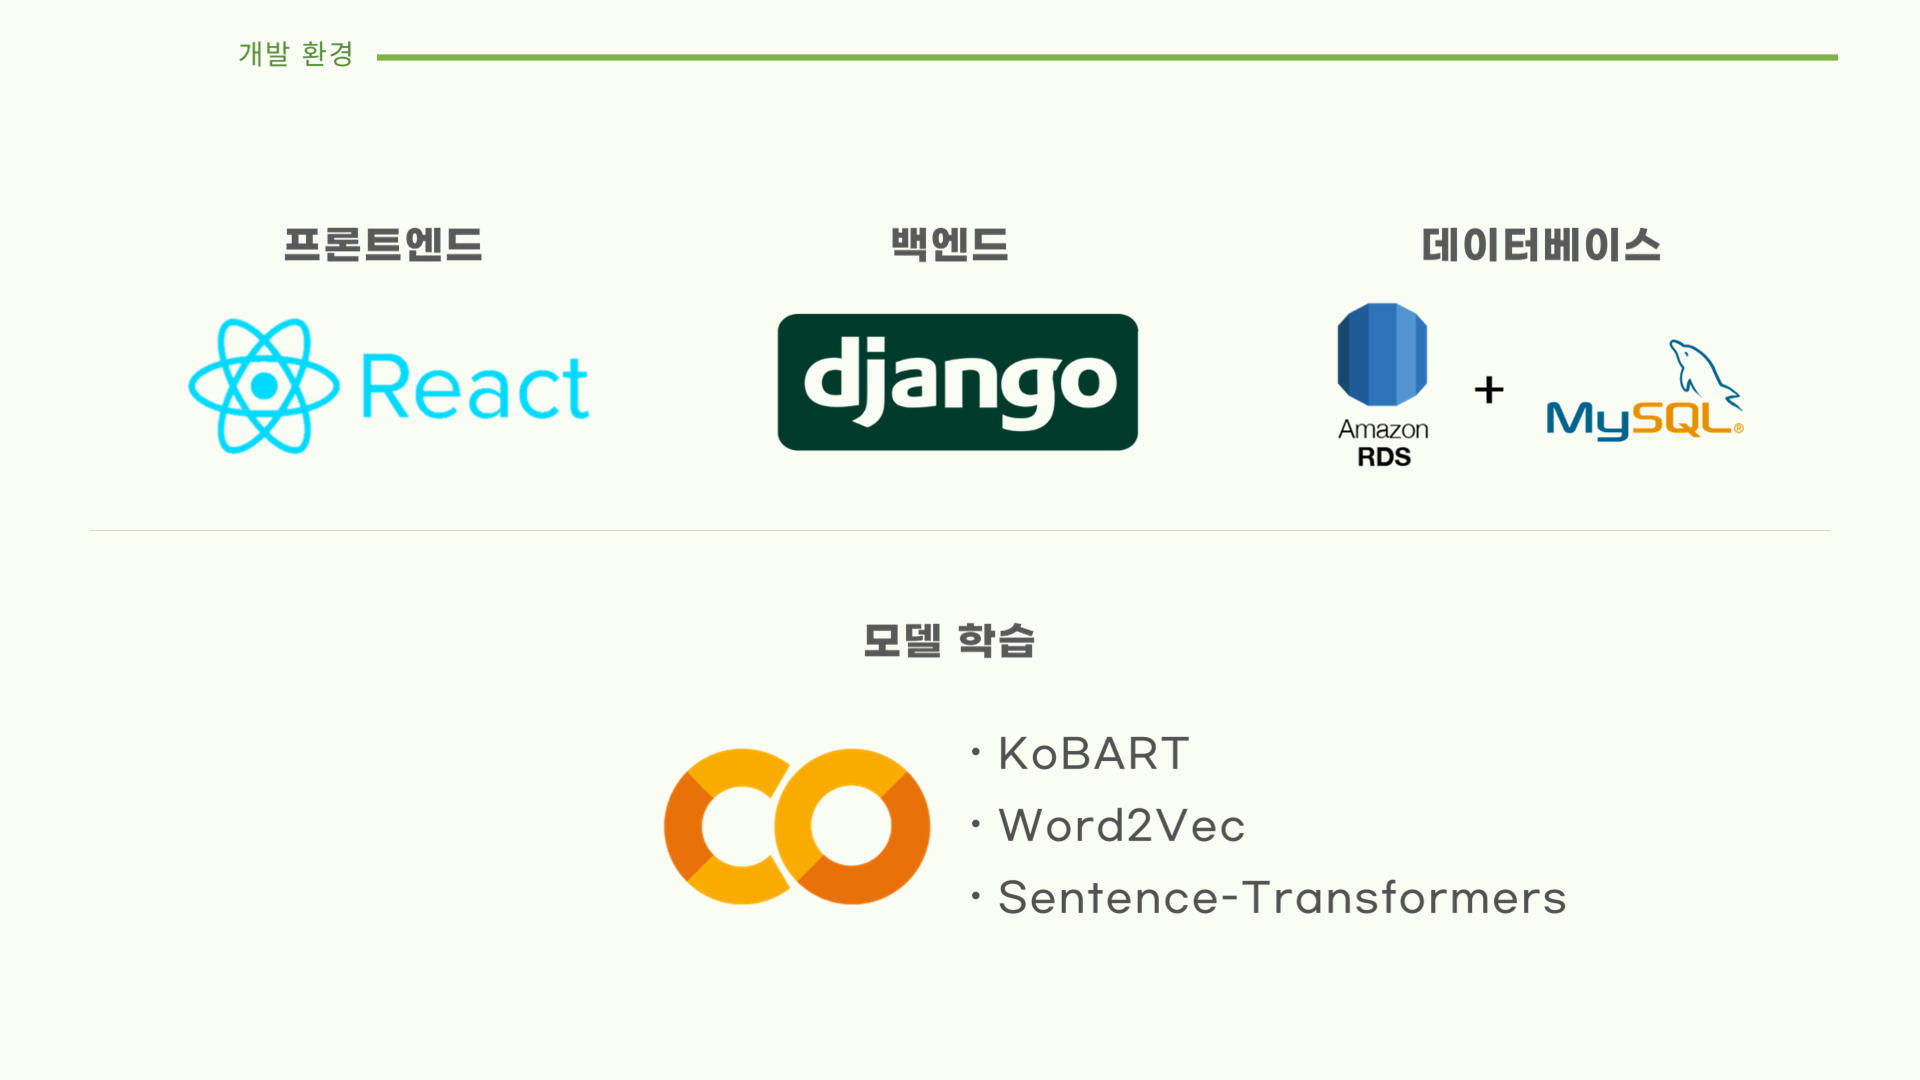 개발 환경
프론트엔드
React
백엔드
django
데이터베이스
Amazon
RDS
+
MySQL®
모델 학습
· KoBART
· Word2Vec
· Sentence-Transformers